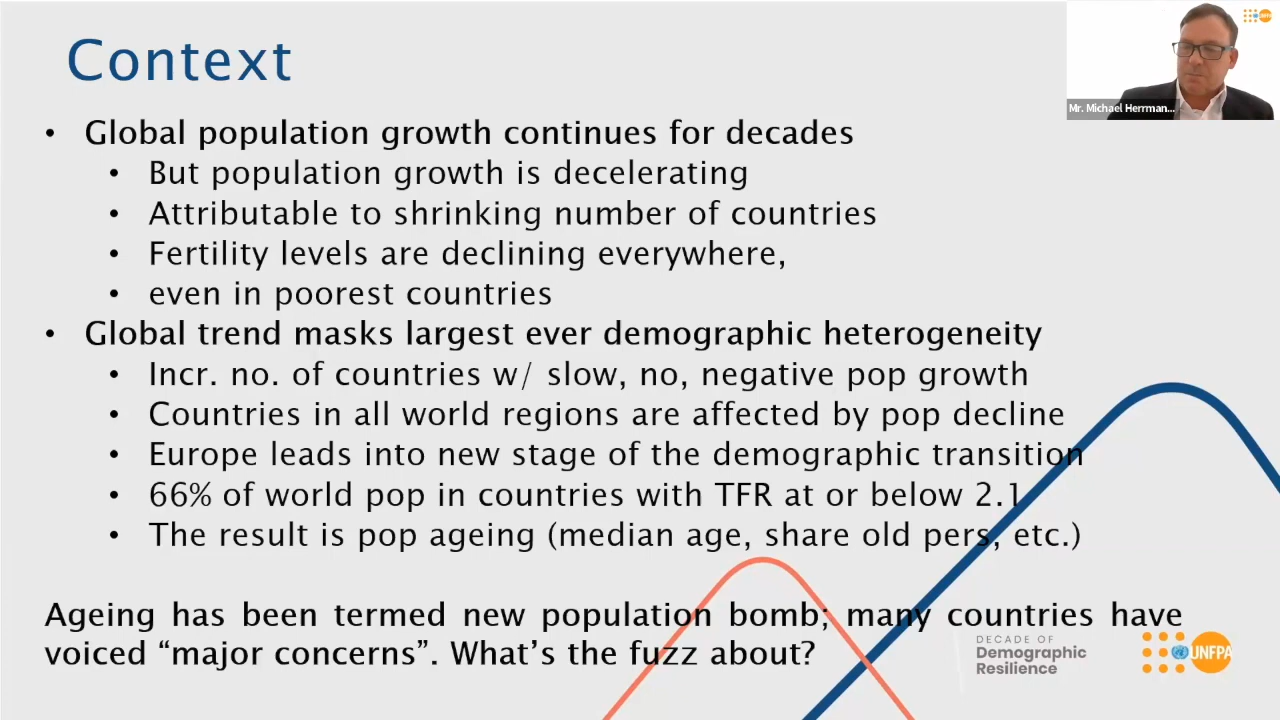 Context
• Global population growth continues for decades
• But population growth is decelerating
• Attributable to shrinking number of countries
• Fertility levels are declining everywhere,
• even in poorest countries
• Global trend masks largest ever demographic heterogeneity
• Incr. no. of countries w/ slow, no, negative pop growth
• Countries in all world regions are affected by pop decline
• Europe leads into new stage of the demographic transition
• 66% of world pop in countries with TFR at or below 2.1
• The result is pop ageing (median age, share old pers, etc.)
Ageing has been termed new population bomb; many countries have
voiced “major concerns”. What’s the fuzz about?
DECADE OF
Demographic
Resilience
UNFPA
Mr. Michael Herrman...
UNFPA